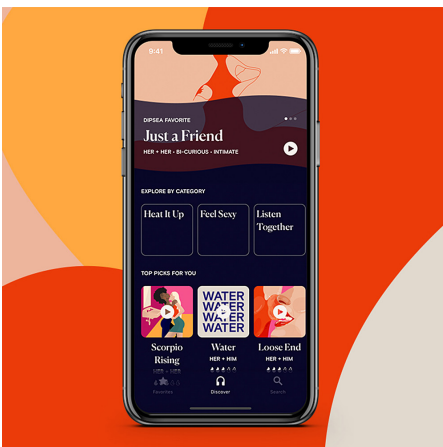 9:41
DIPSEA FAVORITE
Just a Friend
HER + HER • BI-CURIOUS • INTIMATE
EXPLORE BY CATEGORY
Heat It Up
Feel Sexy
Listen
Together
TOP PICKS FOR YOU
WATER
WATER
WATER
WATER
Scorpio
Rising
Water
HER + HIM
Loose End
HER + HIM
Favorites
Discover
Search